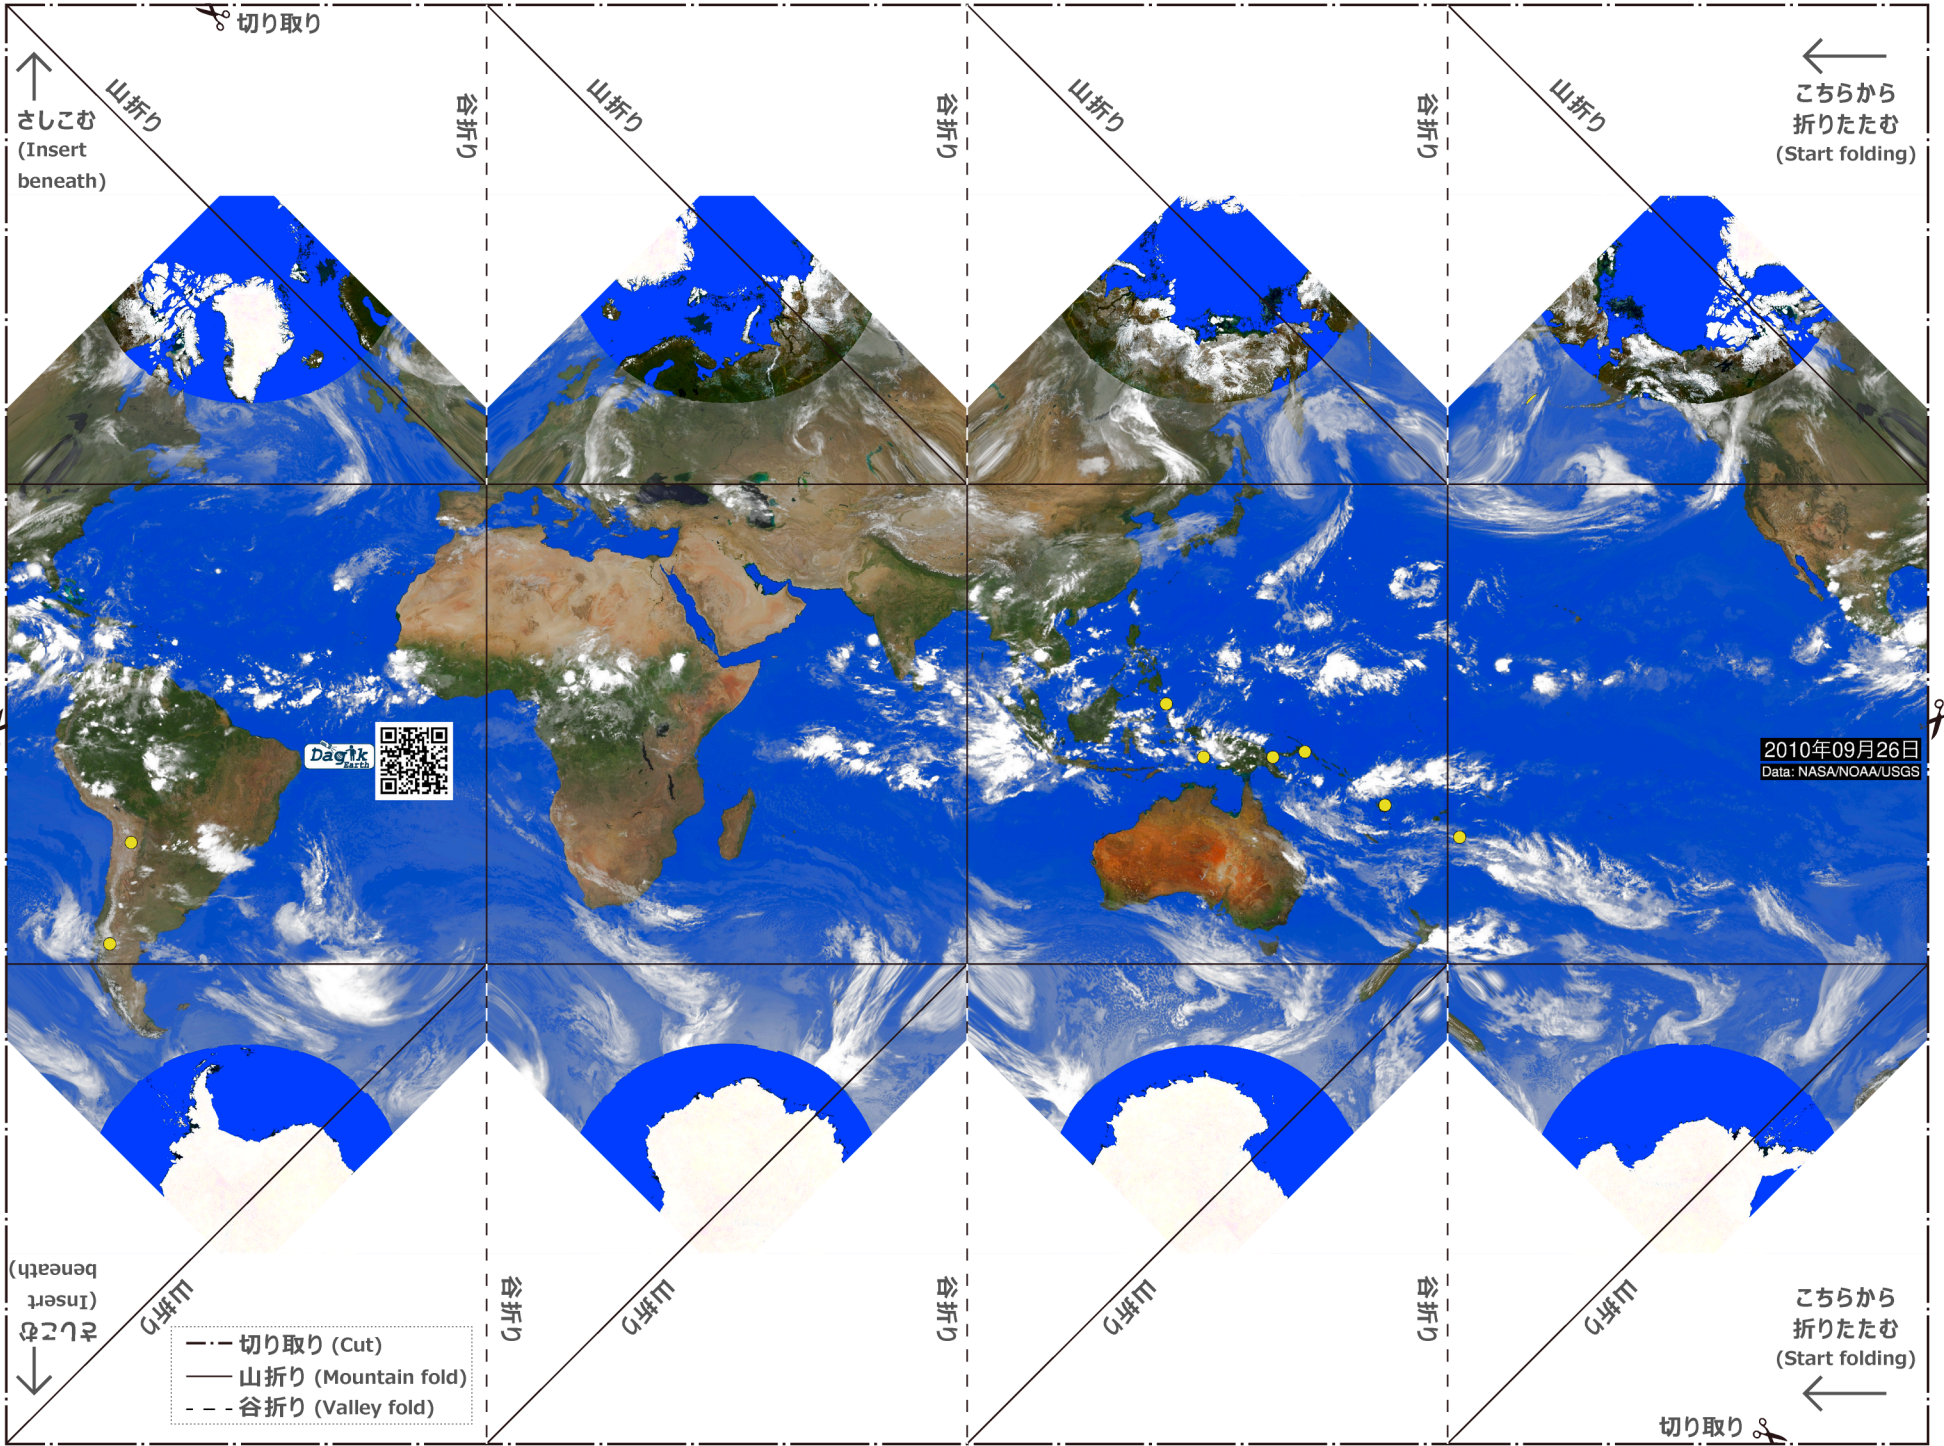 切り取り
山折り
谷折り
山折り
谷折り
山折り
谷折り
山折り
さしこむ
(Insert
beneath)
こちらから
折りたたむ
(Start folding)
Dagik
Earth
2010年09月26日
Data: NASA/NOAA/USGS
さしこむ
(Insert
beneath)
山折り
谷折り
山折り
谷折り
山折り
谷折り
山折り
こちらから
折りたたむ
(Start folding)
切り取り (Cut)
山折り (Mountain fold)
谷折り (Valley fold)
切り取り